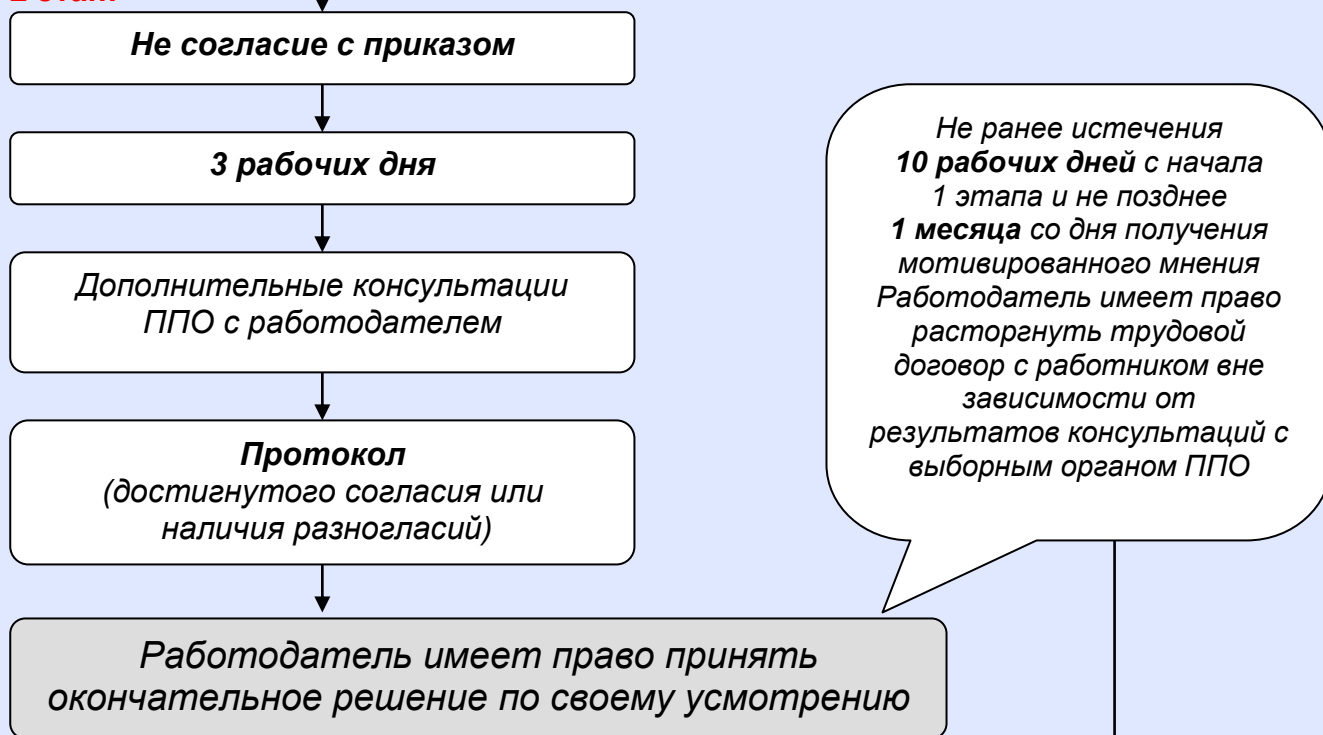 Не согласие с приказом
3 рабочих дня
Дополнительные консультации
ППО с работодателем
Протокол
(достигнутого согласия или
наличия разногласий)
Работодатель имеет право принять
окончательное решение по своему усмотрению
Не ранее истечения
10 рабочих дней с начала
1 этапа и не позднее
1 месяца со дня получения
мотивированного мнения
Работодатель имеет право
расторгнуть трудовой
договор с работником вне
зависимости от
результатов консультаций с
выборным органом ППО